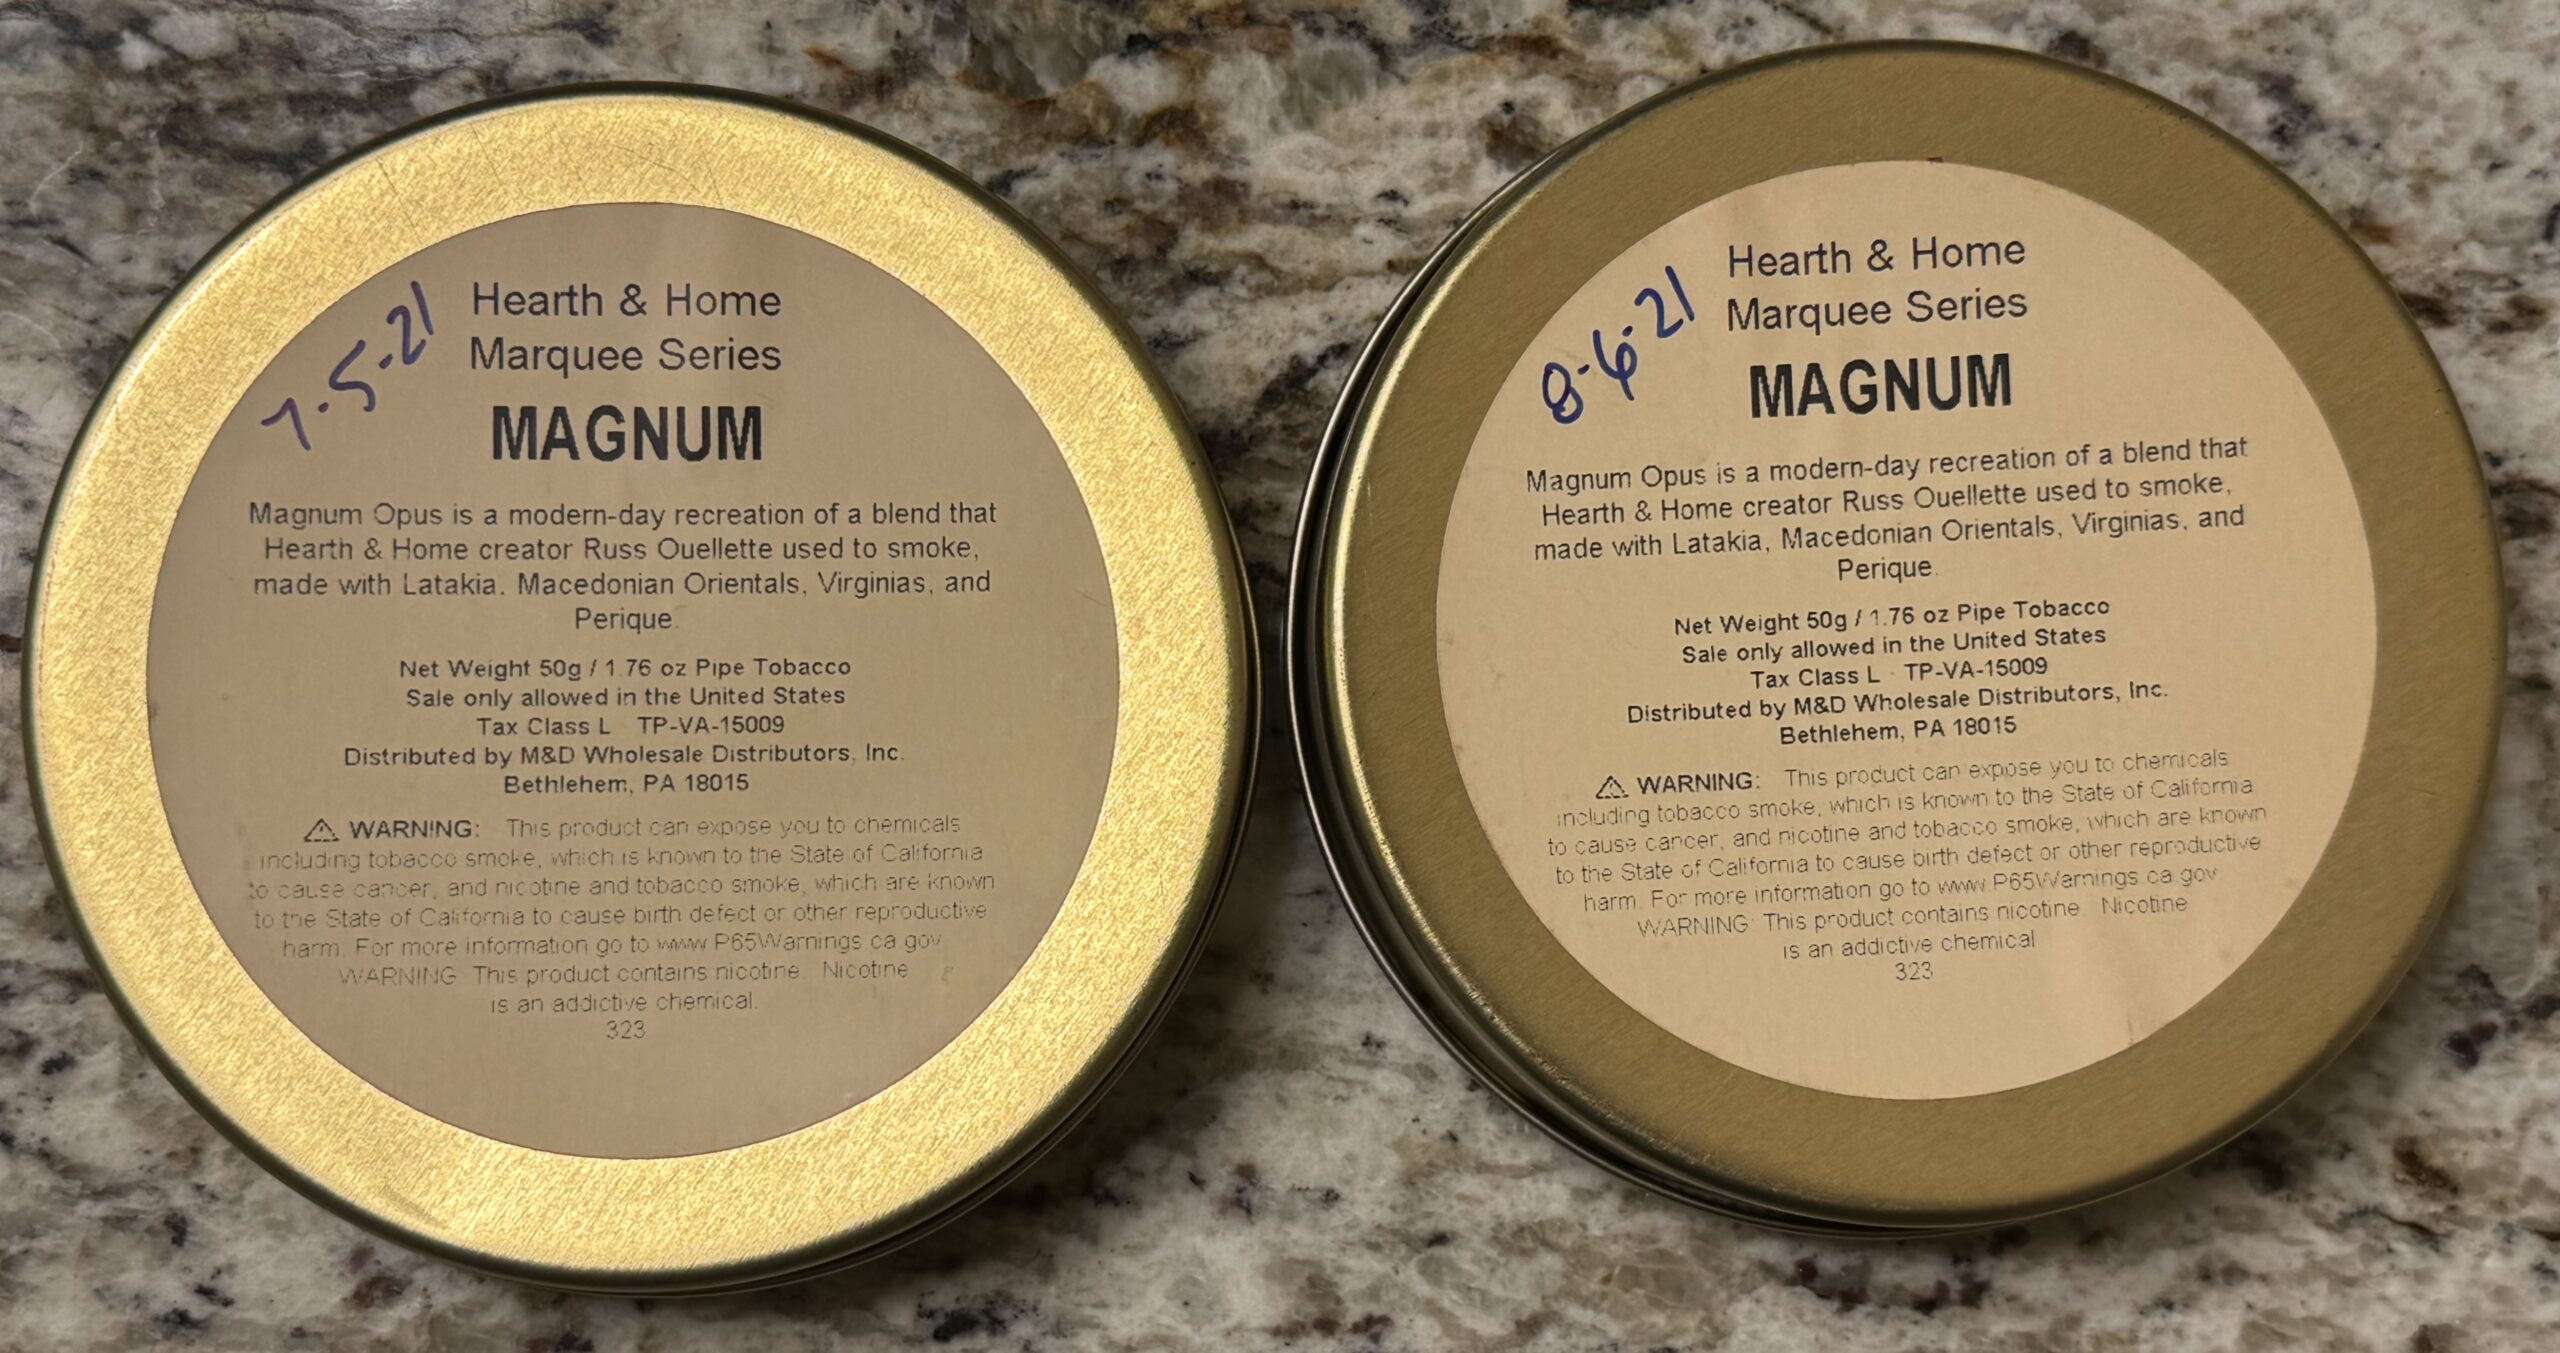 7-5-21
Hearth & Home
Marquee Series
MAGNUM
Magnum Opus is a modern-day recreation of a blend that
Hearth & Home creator Russ Ouellette used to smoke,
made with Latakia, Macedonian Orientals, Virginias, and
Perique.
Net Weight 50g / 1.76 oz Pipe Tobacco
Sale only allowed in the United States
Tax Class L · TP-VA-15009
Distributed by M&D Wholesale Distributors, Inc.
Bethlehem, PA 18015
⚠ WARNING: This product can expose you to chemicals
including tobacco smoke, which is known to the State of California
to cause cancer, and nicotine and tobacco smoke, which are known
to the State of California to cause birth defect or other reproductive
harm. For more information go to www.P65Warnings.ca.gov
WARNING: This product contains nicotine. Nicotine
is an addictive chemical.
323
8-6-21
Hearth & Home
Marquee Series
MAGNUM
Magnum Opus is a modern-day recreation of a blend that
Hearth & Home creator Russ Ouellette used to smoke,
made with Latakia, Macedonian Orientals, Virginias, and
Perique.
Net Weight 50g / 1.76 oz Pipe Tobacco
Sale only allowed in the United States
Tax Class L · TP-VA-15009
Distributed by M&D Wholesale Distributors, Inc.
Bethlehem, PA 18015
⚠ WARNING: This product can expose you to chemicals
including tobacco smoke, which is known to the State of California
to cause cancer, and nicotine and tobacco smoke, which are known
to the State of California to cause birth defect or other reproductive
harm. For more information go to www.P65Warnings.ca.gov
WARNING: This product contains nicotine. Nicotine
is an addictive chemical
323